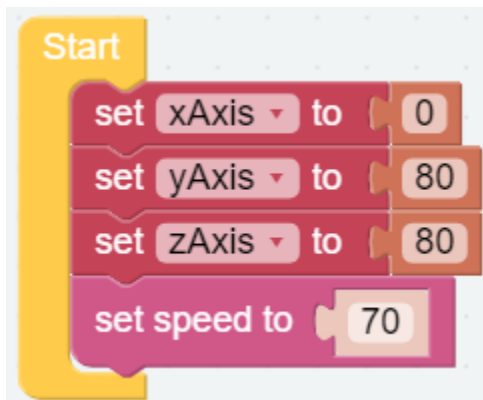 Start
set xAxis to 0
set yAxis to 80
set zAxis to 80
set speed to 70